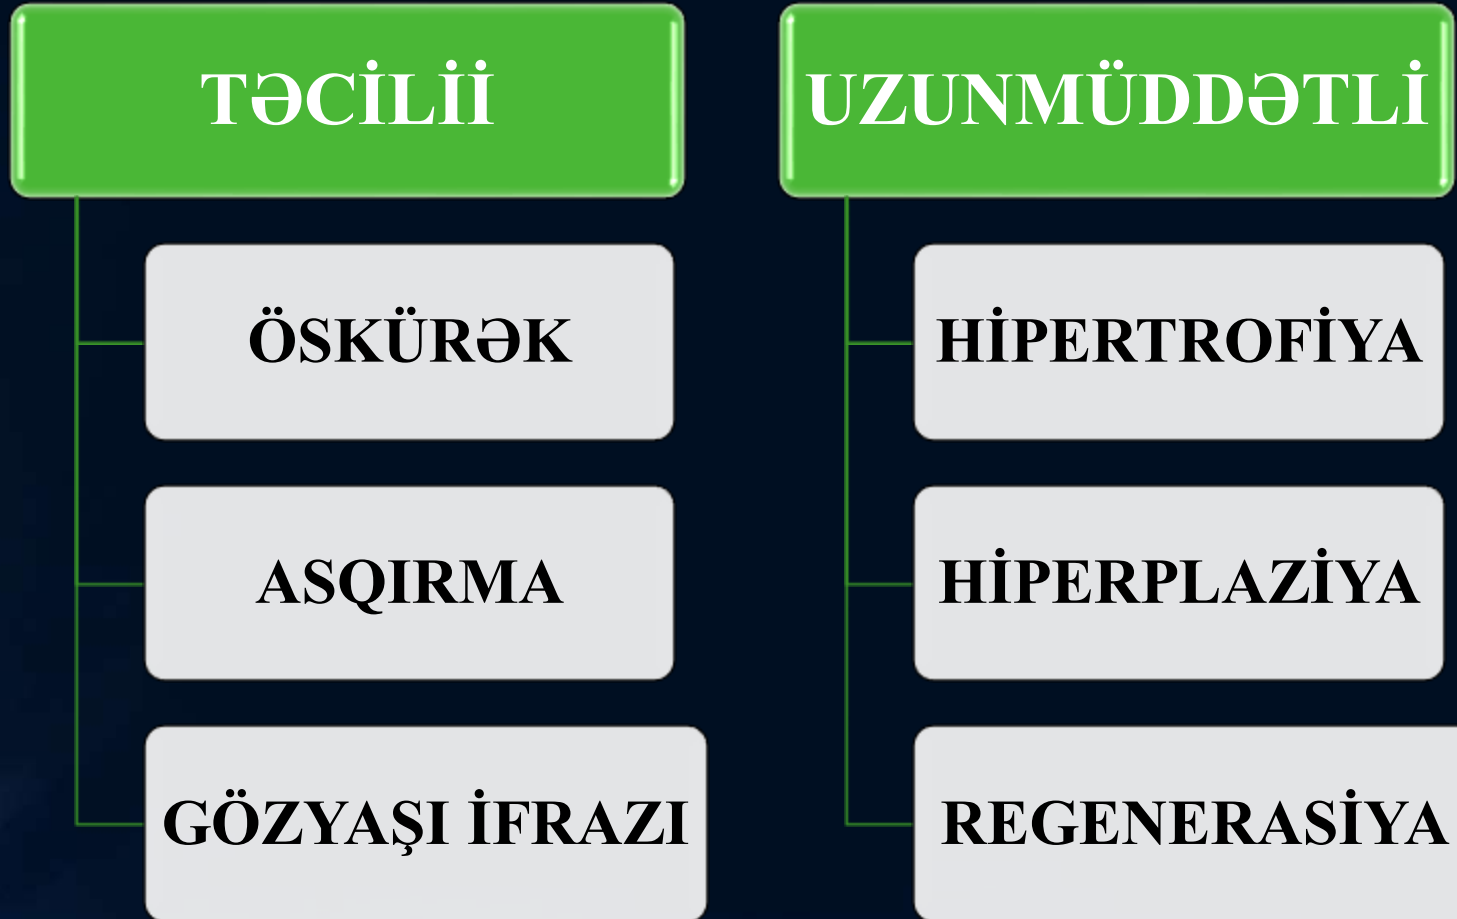 TƏCİLİİ
ÖSKÜRƏK
ASQIRMA
GÖZYAŞI İFRAZI
UZUNMÜDDƏTLİ
HİPERTROFİYA
HİPERPLAZİYA
REGENERASİYA